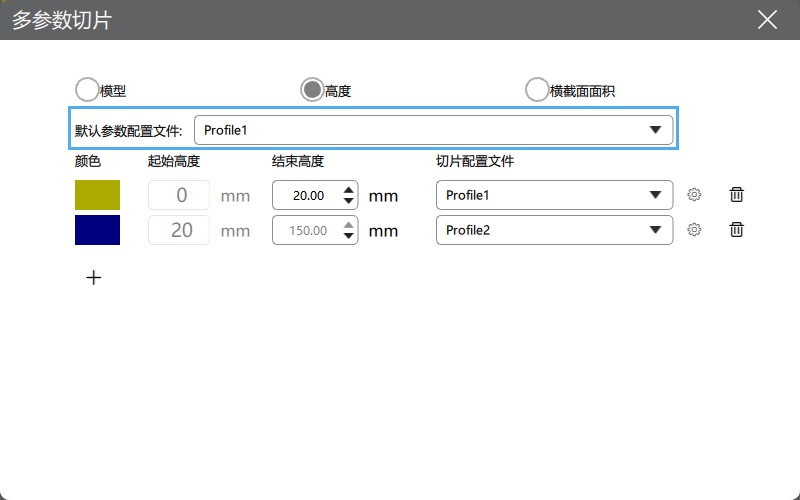 多参数切片
模型 高度 横截面面积
默认参数配置文件: Profile1
颜色 起始高度 结束高度 切片配置文件
0 mm 20.00 mm Profile1
20 mm 150.00 mm Profile2